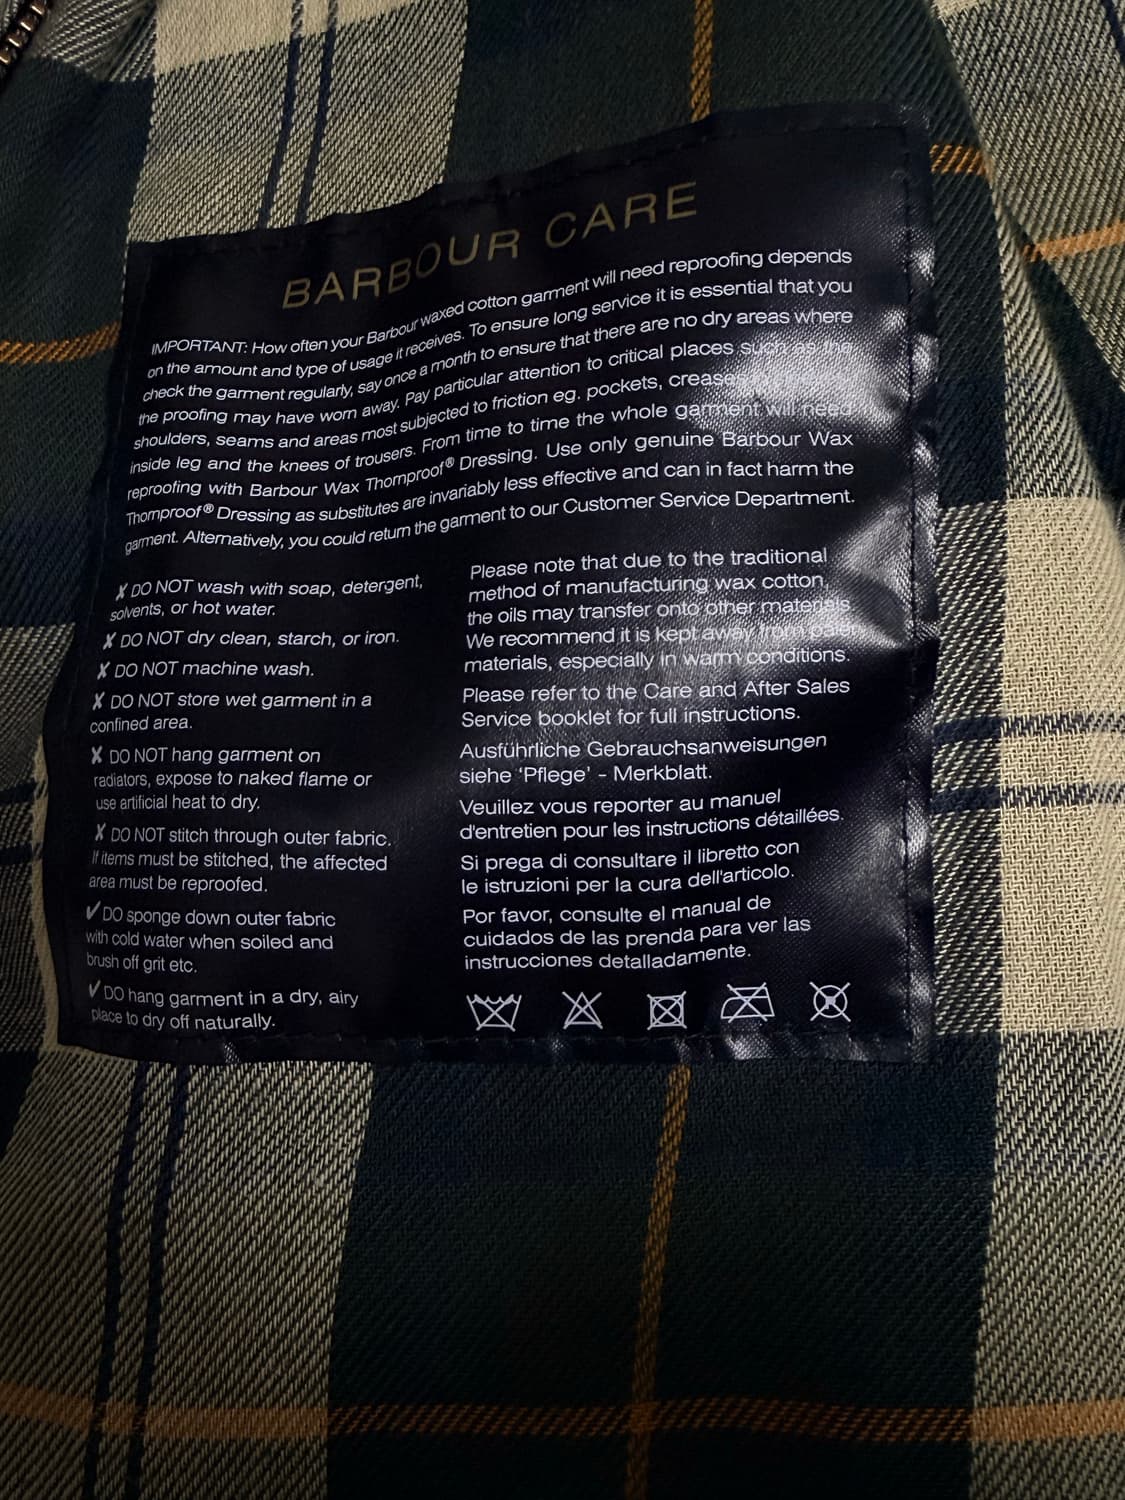 BARBOUR CARE
IMPORTANT: How often your Barbour waxed cotton garment will need reproofing depends
on the amount and type of usage it receives. To ensure long service it is essential that you
check the garment regularly, say once a month to ensure that there are no dry areas where
the proofing may have worn away. Pay particular attention to critical places such as the
shoulders, seams and areas most subjected to friction eg. pockets, creases
inside leg and the knees of trousers. From time to time the whole garment will need
reproofing with Barbour Wax Thornproof® Dressing. Use only genuine Barbour Wax
Thornproof® Dressing as substitutes are invariably less effective and can in fact harm the
garment. Alternatively, you could return the garment to our Customer Service Department.
✗ DO NOT wash with soap, detergent,
solvents, or hot water.
✗ DO NOT dry clean, starch, or iron.
✗ DO NOT machine wash.
✗ DO NOT store wet garment in a
confined area.
✗ DO NOT hang garment on
radiators, expose to naked flame or
use artificial heat to dry.
✗ DO NOT stitch through outer fabric.
If items must be stitched, the affected
area must be reproofed.
✓ DO sponge down outer fabric
with cold water when soiled and
brush off grit etc.
✓ DO hang garment in a dry, airy
place to dry off naturally.
Please note that due to the traditional
method of manufacturing wax cotton,
the oils may transfer onto other materials.
We recommend it is kept away from paler
materials, especially in warm conditions.
Please refer to the Care and After Sales
Service booklet for full instructions.
Ausführliche Gebrauchsanweisungen
siehe 'Pflege' - Merkblatt.
Veuillez vous reporter au manuel
d'entretien pour les instructions détaillées.
Si prega di consultare il libretto con
le istruzioni per la cura dell'articolo.
Por favor, consulte el manual de
cuidados de las prenda para ver las
instrucciones detalladamente.